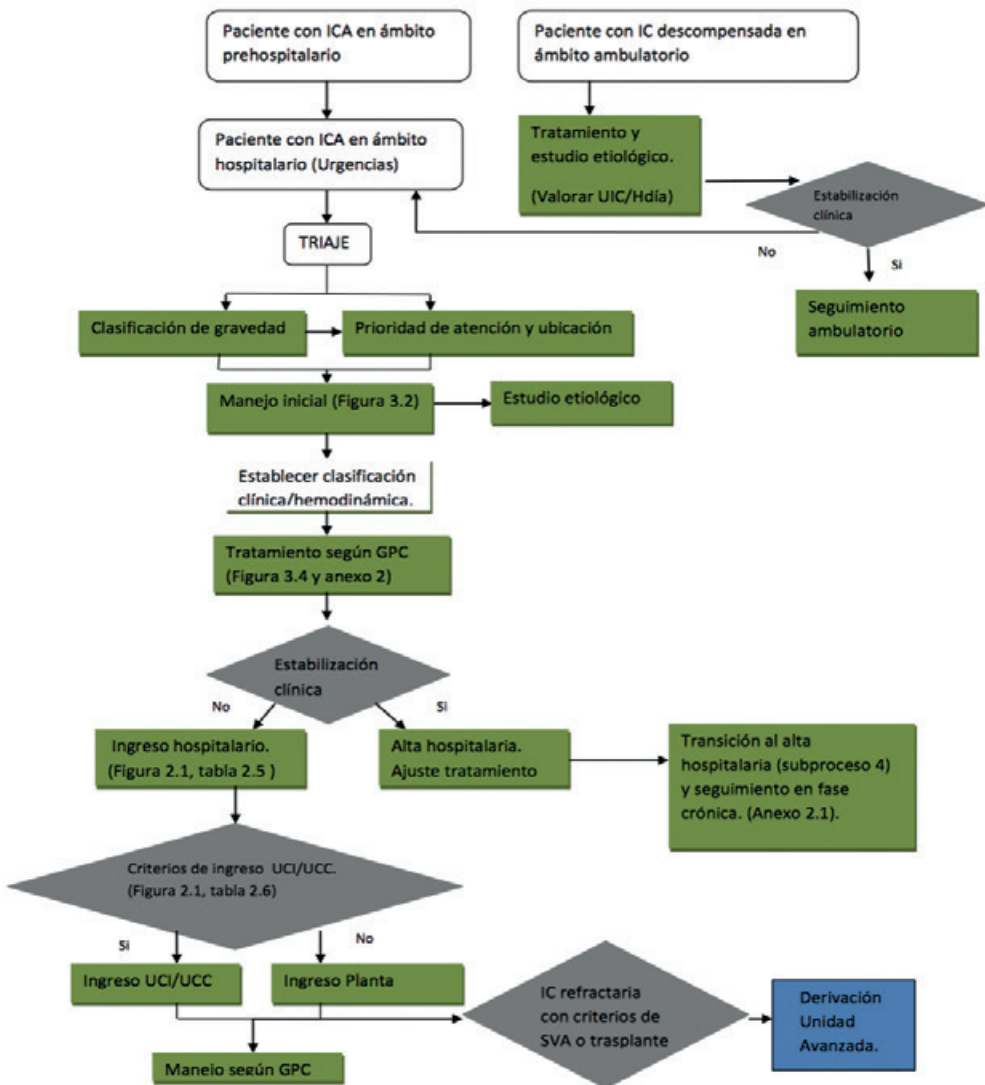 Paciente con ICA en ámbito
prehospitalario
Paciente con IC descompensada en
ámbito ambulatorio
Paciente con ICA en ámbito
hospitalario (Urgencias)
Tratamiento y
estudio etiológico.
(Valorar UIC/Hdía)
Estabilización
clínica
No
Si
Seguimiento
ambulatorio
TRIAJE
Clasificación de gravedad
Prioridad de atención y ubicación
Manejo inicial (Figura 3.2)
Estudio etiológico
Establecer clasificación
clínica/hemodinámica.
Tratamiento según GPC
(Figura 3.4 y anexo 2)
Estabilización
clínica
No
Si
Ingreso hospitalario.
(Figura 2.1, tabla 2.5 )
Alta hospitalaria.
Ajuste tratamiento
Transición al alta
hospitalaria (subproceso 4)
y seguimiento en fase
crónica. (Anexo 2.1).
Criterios de ingreso UCI/UCC.
(Figura 2.1, tabla 2.6)
Si
No
Ingreso UCI/UCC
Ingreso Planta
IC refractaria
con criterios de
SVA o trasplante
Derivación
Unidad
Avanzada.
Manejo según GPC